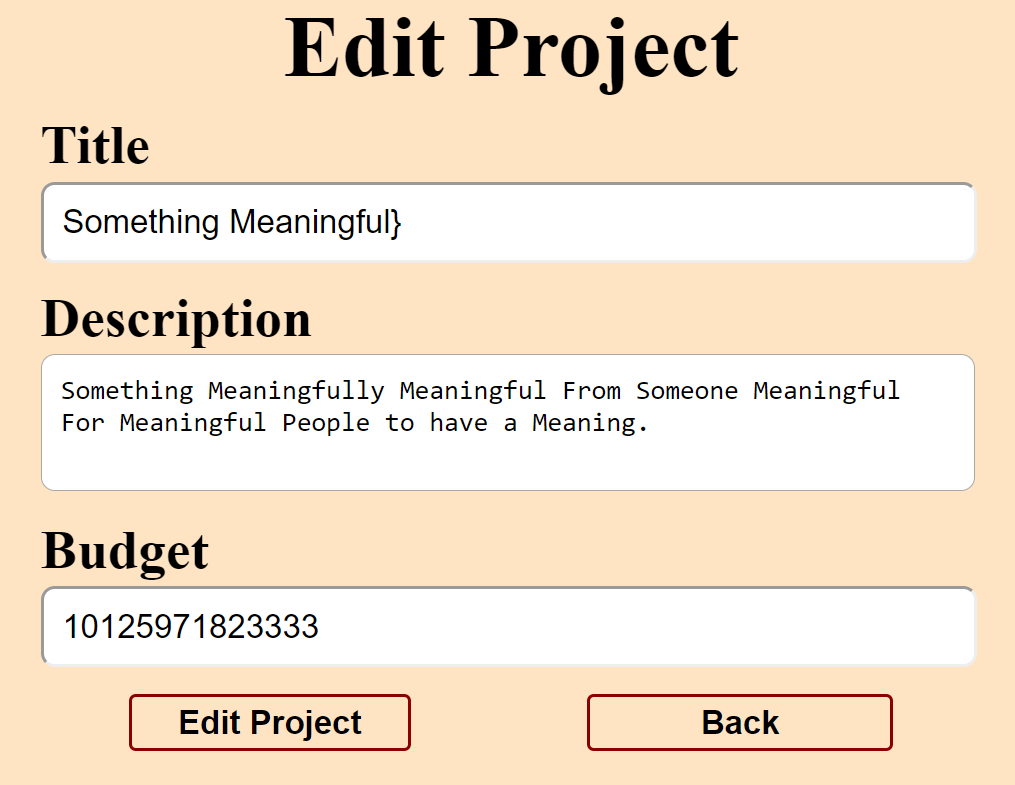 Edit Project
Title
Something Meaningful}
Description
Something Meaningfully Meaningful From Someone Meaningful
For Meaningful People to have a Meaning.
Budget
10125971823333
Edit Project
Back